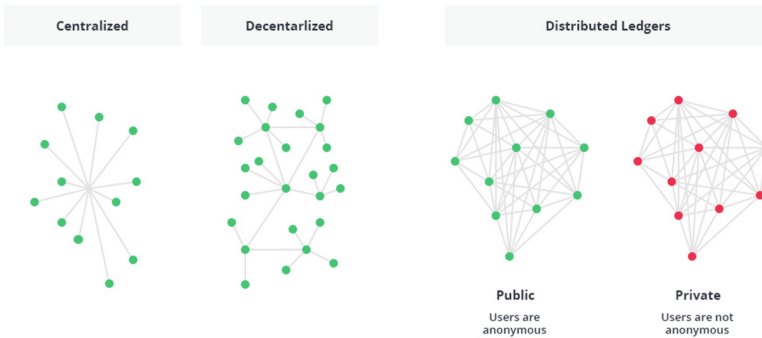 Centralized
Decentarlized
Distributed Ledgers
Public
Users are
anonymous
Private
Users are not
anonymous